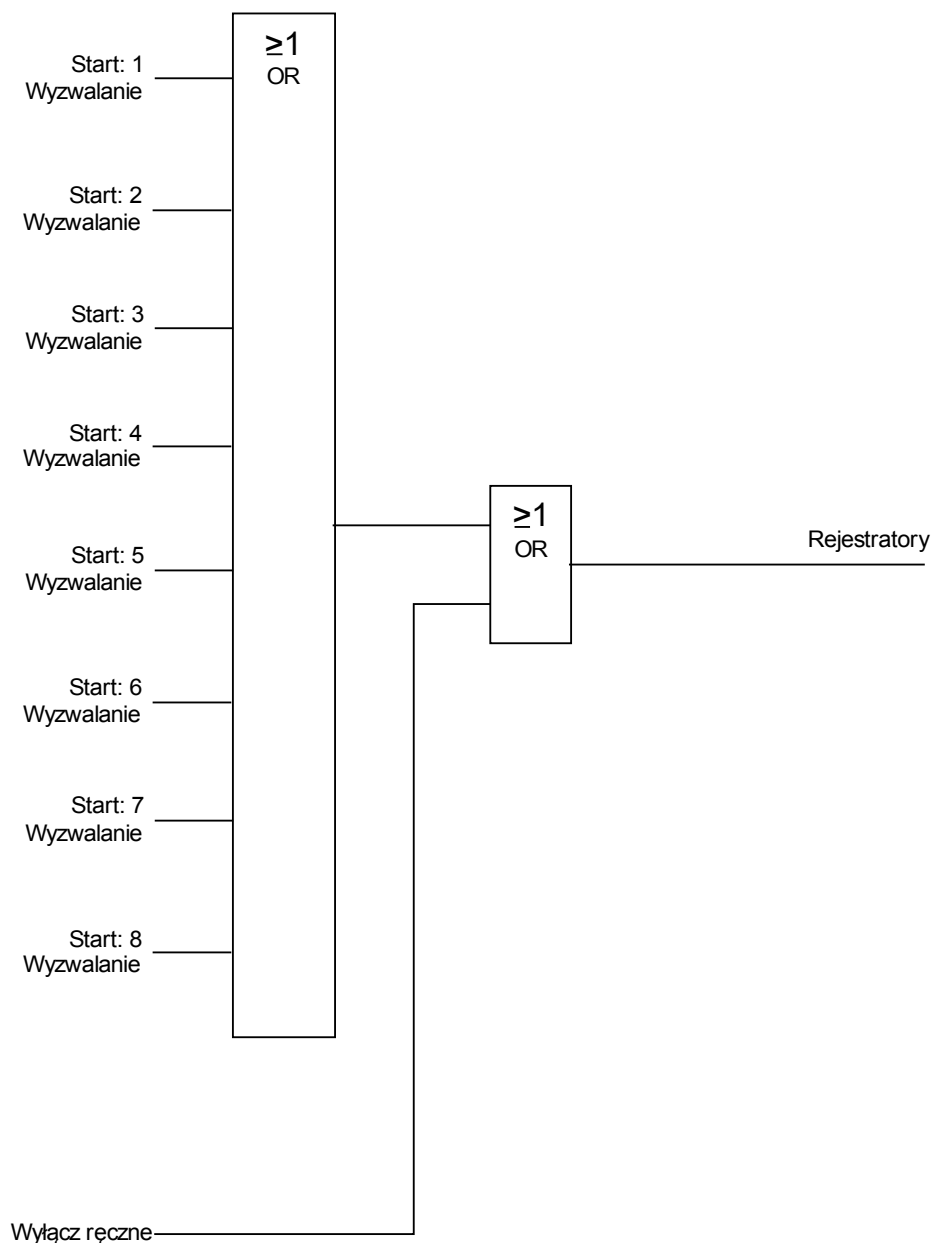 ≥1
OR
Start: 1
Wyzwalanie
Start: 2
Wyzwalanie
Start: 3
Wyzwalanie
Start: 4
Wyzwalanie
≥1
OR
Rejestratory
Start: 5
Wyzwalanie
Start: 6
Wyzwalanie
Start: 7
Wyzwalanie
Start: 8
Wyzwalanie
Wyłącz ręczne